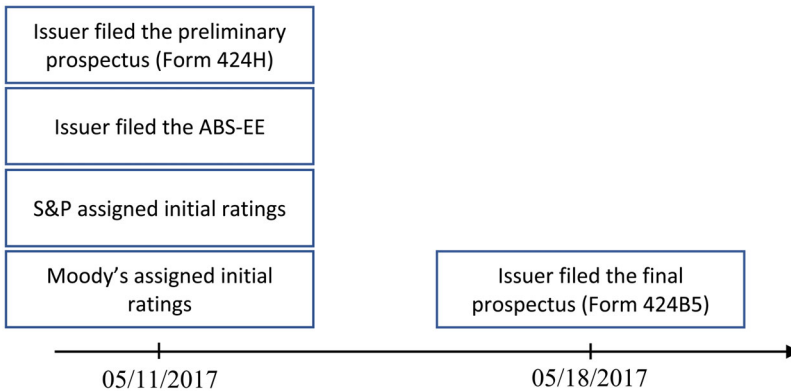 Issuer filed the preliminary
prospectus (Form 424H)
Issuer filed the ABS-EE
S&P assigned initial ratings
Moody’s assigned initial
ratings
Issuer filed the final
prospectus (Form 424B5)
05/11/2017
05/18/2017